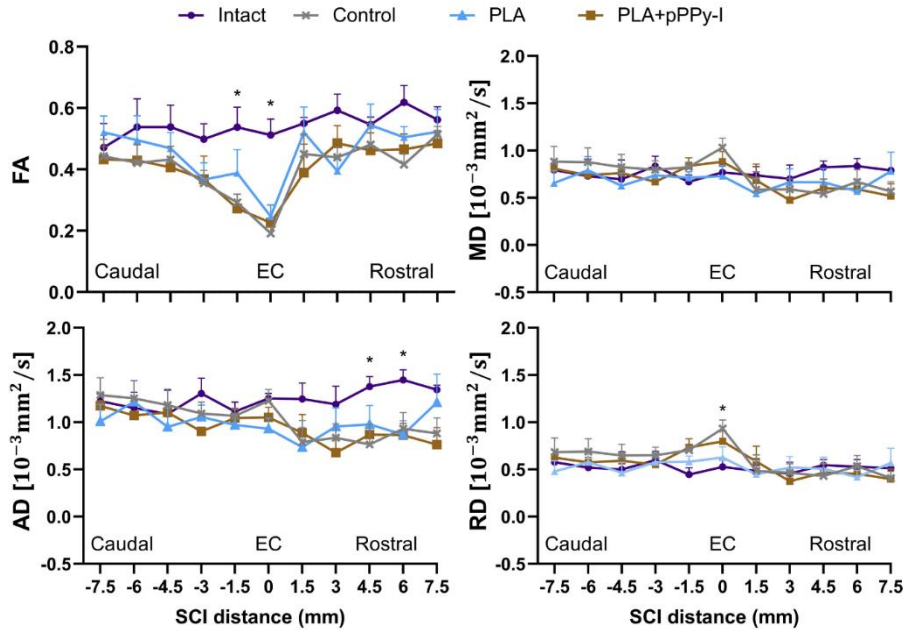 Intact Control PLA PLA+pPPy-I
FA
0.8
0.6
0.4
0.2
0.0
* *
Caudal EC Rostral
MD [10⁻³mm²/s]
2.0
1.5
1.0
0.5
0.0
-0.5
Caudal EC Rostral
AD [10⁻³mm²/s]
2.0
1.5
1.0
0.5
0.0
-0.5
* *
Caudal EC Rostral
-7.5 -6 -4.5 -3 -1.5 0 1.5 3 4.5 6 7.5
SCI distance (mm)
RD [10⁻³mm²/s]
2.0
1.5
1.0
0.5
0.0
-0.5
*
Caudal EC Rostral
-7.5 -6 -4.5 -3 -1.5 0 1.5 3 4.5 6 7.5
SCI distance (mm)